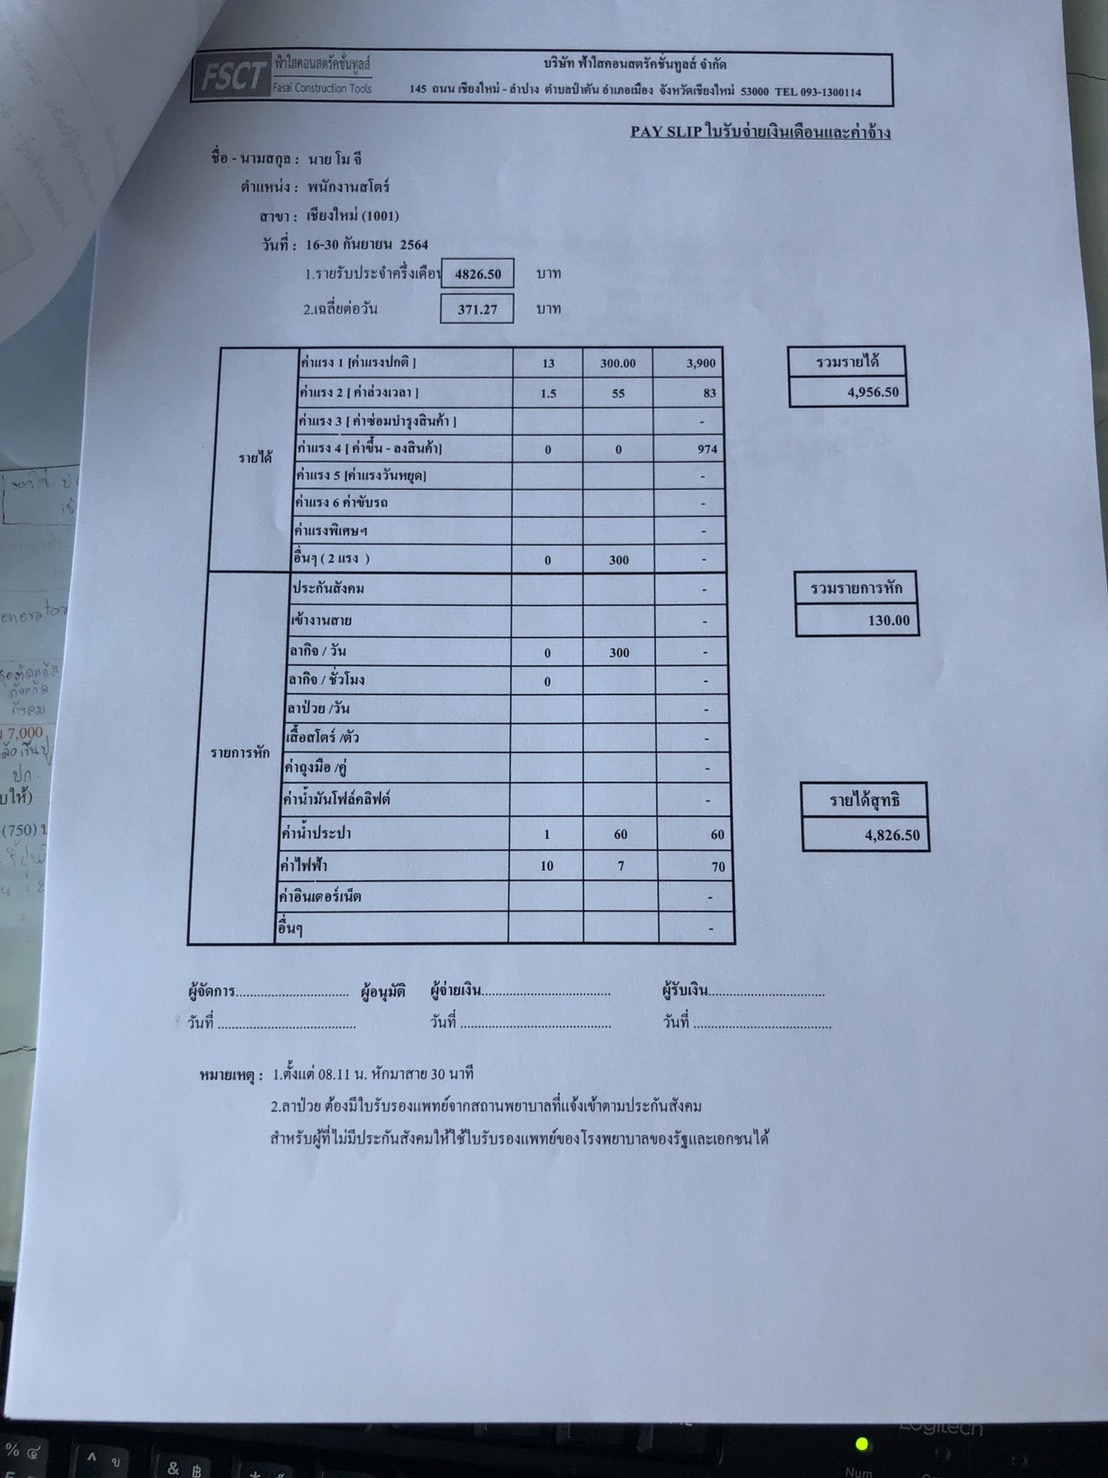 FSCT ฟ้าใสคอนสตรัคชั่นทูลส์
Fasai Construction Tools
บริษัท ฟ้าใสคอนสตรัคชั่นทูลส์ จำกัด
145 ถนน เชียงใหม่ - ลำปาง ตำบลป่าตัน อำเภอเมือง จังหวัดเชียงใหม่ 53000 TEL 093-1300114
PAY SLIP ใบรับจ่ายเงินเดือนและค่าจ้าง
ชื่อ - นามสกุล : นาย โม จี
ตำแหน่ง : พนักงานสโตร์
สาขา : เชียงใหม่ (1001)
วันที่ : 16-30 กันยายน 2564
1.รายรับประจำครึ่งเดือน 4826.50 บาท
2.เฉลี่ยต่อวัน 371.27 บาท
รายได้
ค่าแรง 1 [ค่าแรงปกติ ] 13 300.00 3,900
ค่าแรง 2 [ ค่าล่วงเวลา ] 1.5 55 83
ค่าแรง 3 [ ค่าซ่อมบำรุงสินค้า ] -
ค่าแรง 4 [ ค่าขึ้น - ลงสินค้า] 0 0 974
ค่าแรง 5 [ค่าแรงวันหยุด] -
ค่าแรง 6 ค่าขับรถ -
ค่าแรงพิเศษฯ -
อื่นๆ ( 2 แรง ) 0 300 -
รวมรายได้
4,956.50
รายการหัก
ประกันสังคม -
เข้างานสาย -
ลากิจ / วัน 0 300 -
ลากิจ / ชั่วโมง 0 -
ลาป่วย /วัน -
เสื้อสโตร์ /ตัว -
ค่าถุงมือ /คู่ -
ค่าน้ำมันโฟล์คลิฟต์ -
ค่าน้ำประปา 1 60 60
ค่าไฟฟ้า 10 7 70
ค่าอินเตอร์เน็ต -
อื่นๆ -
รวมรายการหัก
130.00
รายได้สุทธิ
4,826.50
ผู้จัดการ............................... ผู้อนุมัติ ผู้จ่ายเงิน................................... ผู้รับเงิน................................
วันที่ ..................................... วันที่ ......................................... วันที่ .....................................
หมายเหตุ : 1.ตั้งแต่ 08.11 น. หักมาสาย 30 นาที
2.ลาป่วย ต้องมีใบรับรองแพทย์จากสถานพยาบาลที่แจ้งเข้าตามประกันสังคม
สำหรับผู้ที่ไม่มีประกันสังคมให้ใช้ใบรับรองแพทย์ของโรงพยาบาลของรัฐและเอกชนได้
7,000
(750)
Logitech
Num